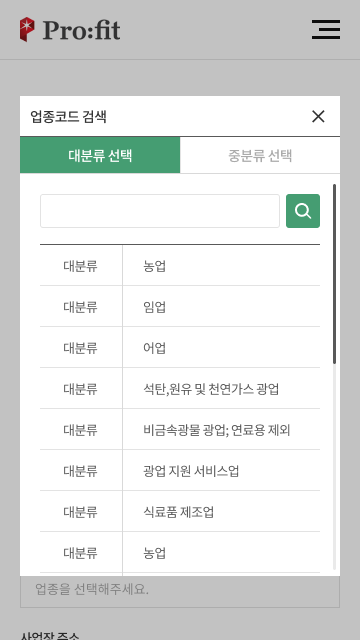 Pro:fit
업종코드 검색
대분류 선택
중분류 선택
대분류 농업
대분류 임업
대분류 어업
대분류 석탄,원유 및 천연가스 광업
대분류 비금속광물 광업; 연료용 제외
대분류 광업 지원 서비스업
대분류 식료품 제조업
대분류 농업
업종을 선택해주세요.
사업장 주소